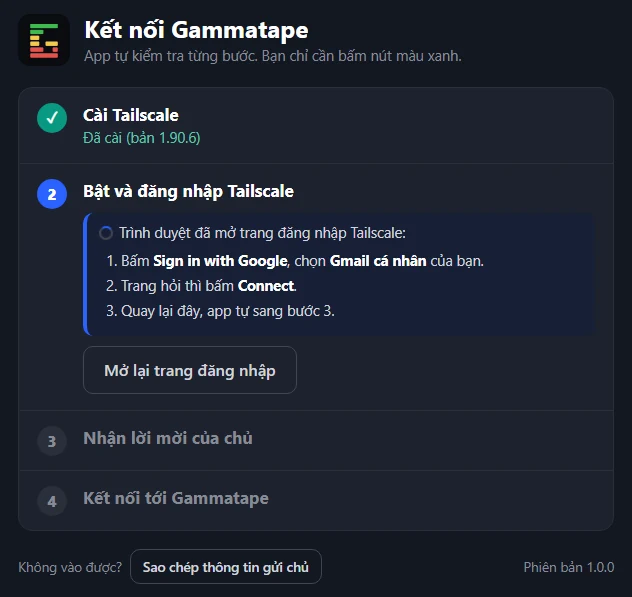 Kết nối Gammatape
App tự kiểm tra từng bước. Bạn chỉ cần bấm nút màu xanh.
Cài Tailscale
Đã cài (bản 1.90.6)
2
Bật và đăng nhập Tailscale
Trình duyệt đã mở trang đăng nhập Tailscale:
1. Bấm Sign in with Google, chọn Gmail cá nhân của bạn.
2. Trang hỏi thì bấm Connect.
3. Quay lại đây, app tự sang bước 3.
Mở lại trang đăng nhập
3
Nhận lời mời của chủ
4
Kết nối tới Gammatape
Không vào được?
Sao chép thông tin gửi chủ
Phiên bản 1.0.0